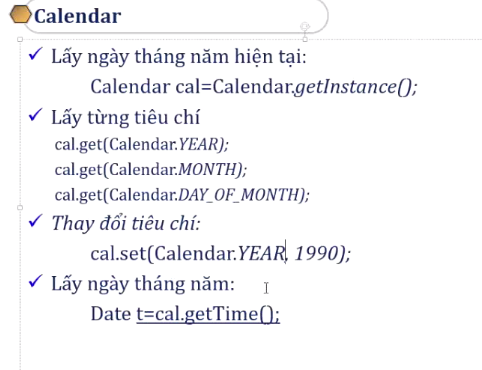 Calendar
Lấy ngày tháng năm hiện tại:
Calendar cal=Calendar.getInstance();
Lấy từng tiêu chí
cal.get(Calendar.YEAR);
cal.get(Calendar.MONTH);
cal.get(Calendar.DAY_OF_MONTH);
Thay đổi tiêu chí:
cal.set(Calendar.YEAR, 1990);
Lấy ngày tháng năm:
Date t=cal.getTime();